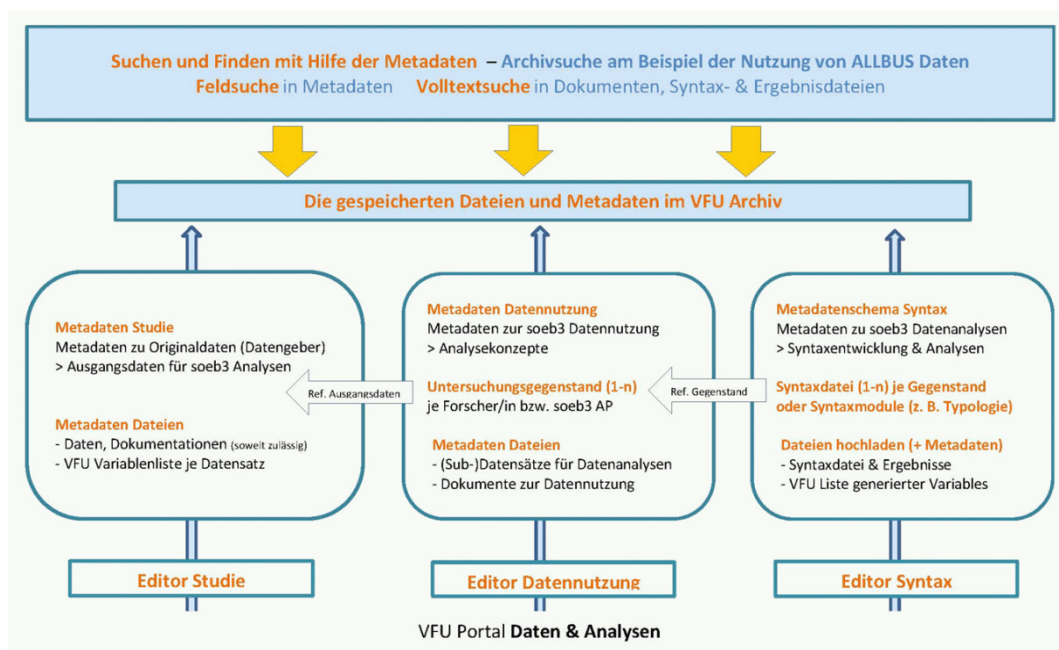 Suchen und Finden mit Hilfe der Metadaten – Archivsuche am Beispiel der Nutzung von ALLBUS Daten
Feldsuche in Metadaten Volltextsuche in Dokumenten, Syntax- & Ergebnisdateien
Die gespeicherten Dateien und Metadaten im VFU Archiv
Metadaten Studie
Metadaten zu Originaldaten (Datengeber)
> Ausgangsdaten für soeb3 Analysen
Metadaten Dateien
- Daten, Dokumentationen (soweit zulässig)
- VFU Variablenliste je Datensatz
Ref. Ausgangsdaten
Metadaten Datennutzung
Metadaten zur soeb3 Datennutzung
> Analysekonzepte
Untersuchungsgegenstand (1-n)
je Forscher/in bzw. soeb3 AP
Metadaten Dateien
- (Sub-)Datensätze für Datenanalysen
- Dokumente zur Datennutzung
Ref. Gegenstand
Metadatenschema Syntax
Metadaten zu soeb3 Datenanalysen
> Syntaxentwicklung & Analysen
Syntaxdatei (1-n) je Gegenstand
oder Syntaxmodule (z. B. Typologie)
Dateien hochladen (+ Metadaten)
- Syntaxdatei & Ergebnisse
- VFU Liste generierter Variables
Editor Studie
Editor Datennutzung
Editor Syntax
VFU Portal Daten & Analysen